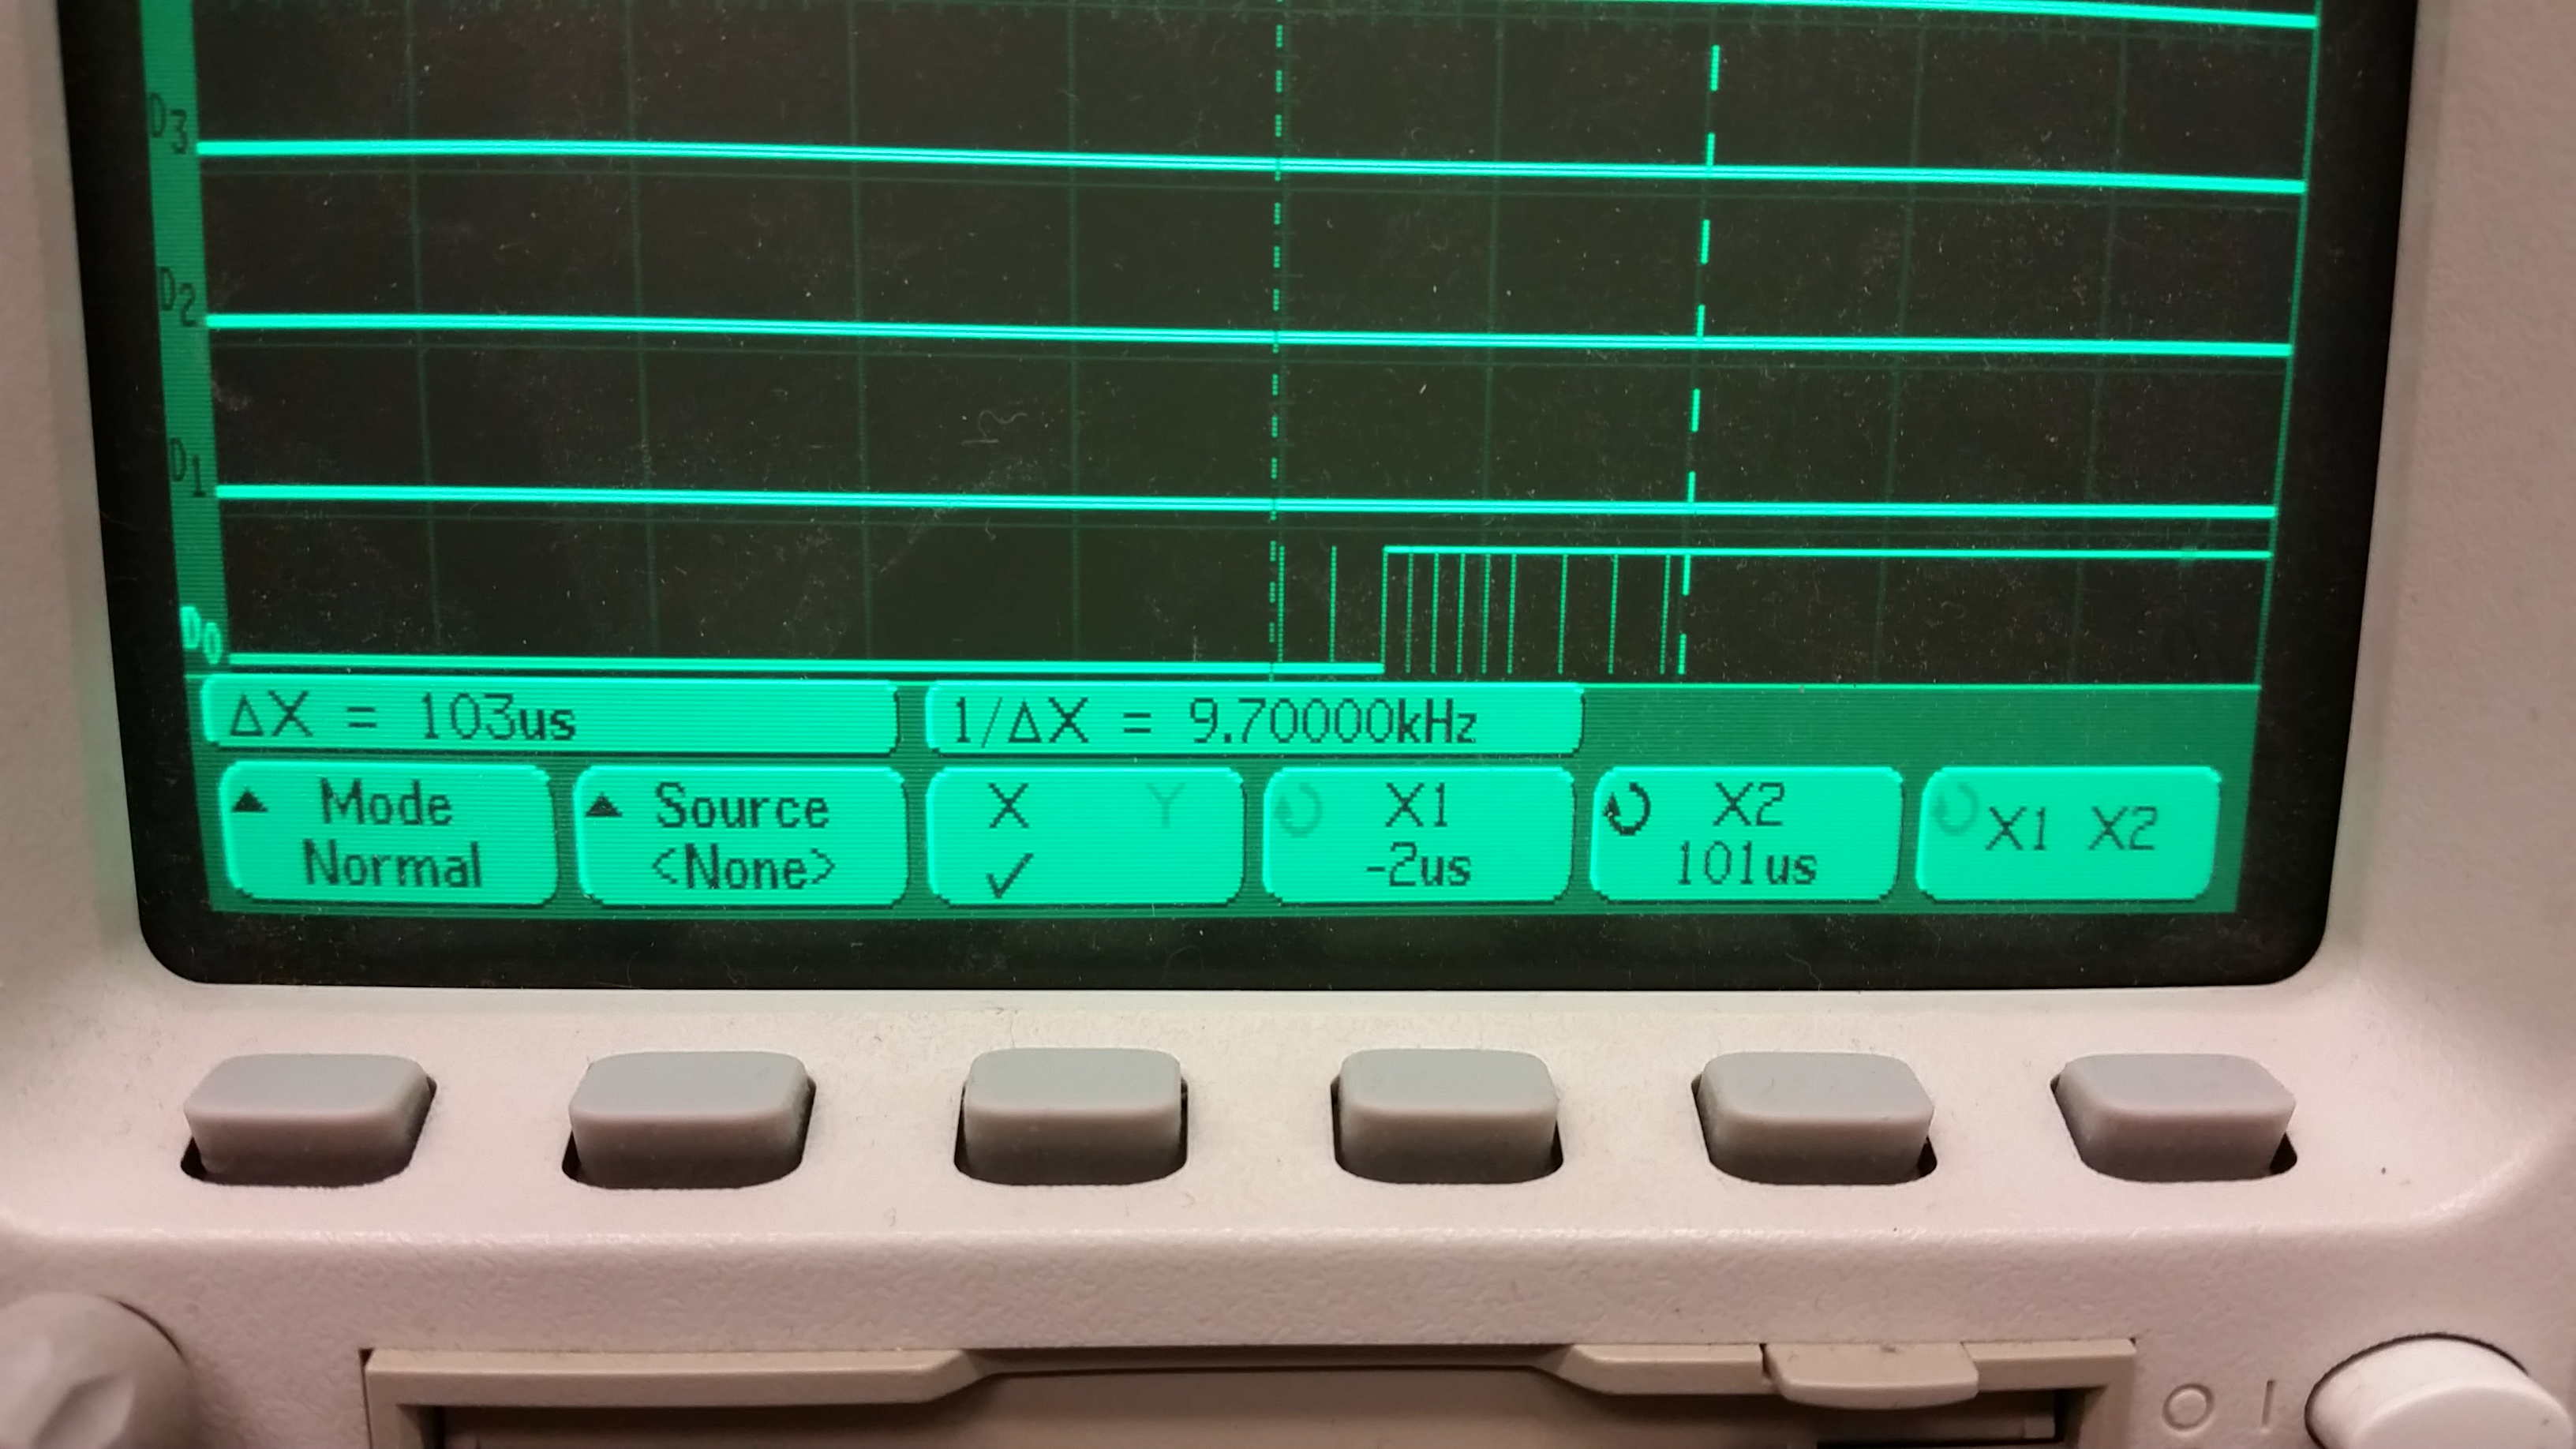 D3
D2
D1
D0
ΔX = 103us
1/ΔX = 9.70000kHz
Mode
Normal
Source
<None>
X Y
✓
X1
-2us
X2
101us
X1 X2